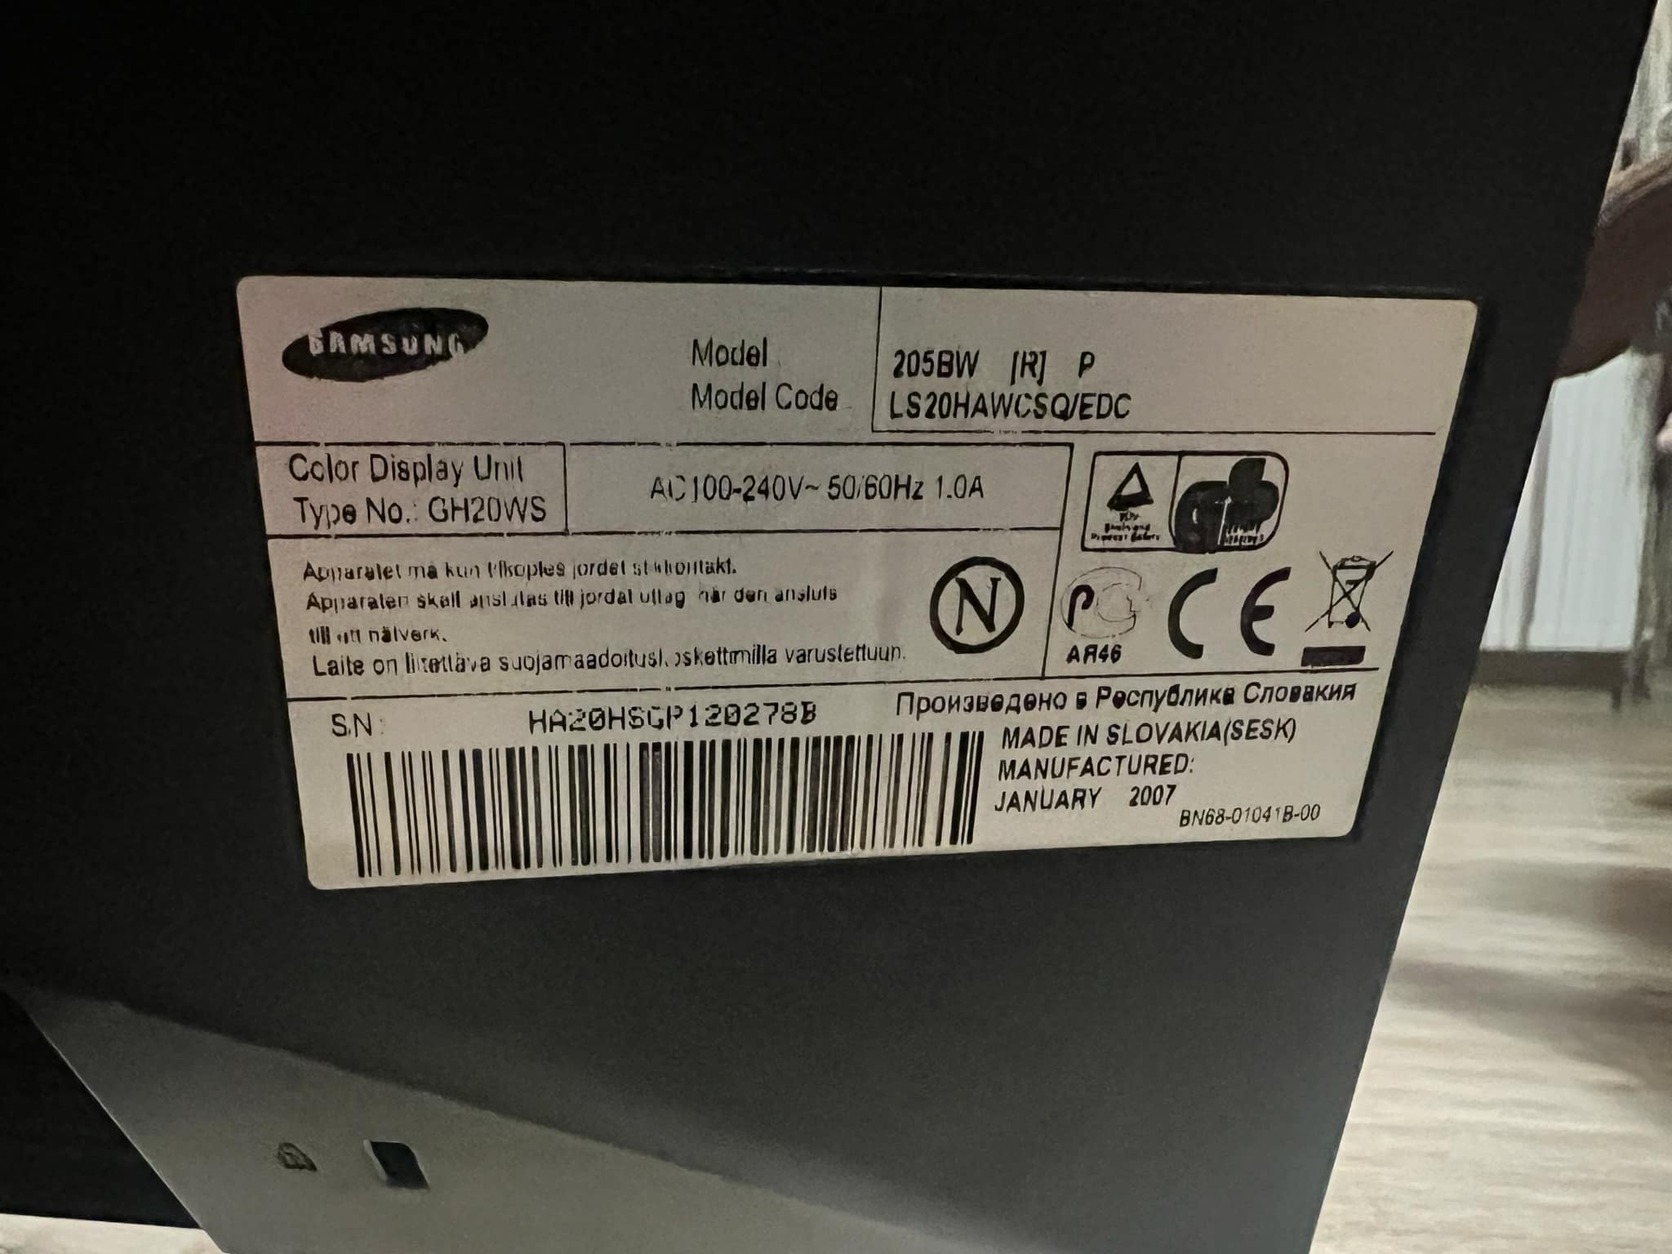 SAMSUNG
Model 205BW [R] P
Model Code LS20HAWCSQ/EDC
Color Display Unit
Type No.: GH20WS
AC100-240V~ 50/60Hz 1.0A
Apparatet må kun tilkoples jordet stikkontakt.
Apparaten skall anslutas till jordat uttag när den ansluts
till ett nätverk.
Laite on liitettävä suojamaadoituskoskettimilla varustettuun
N
CE
AR46
S.N: HA20HSGP120278B
Произведено в Республике Словакия
MADE IN SLOVAKIA(SESK)
MANUFACTURED:
JANUARY 2007
BN68-01041B-00